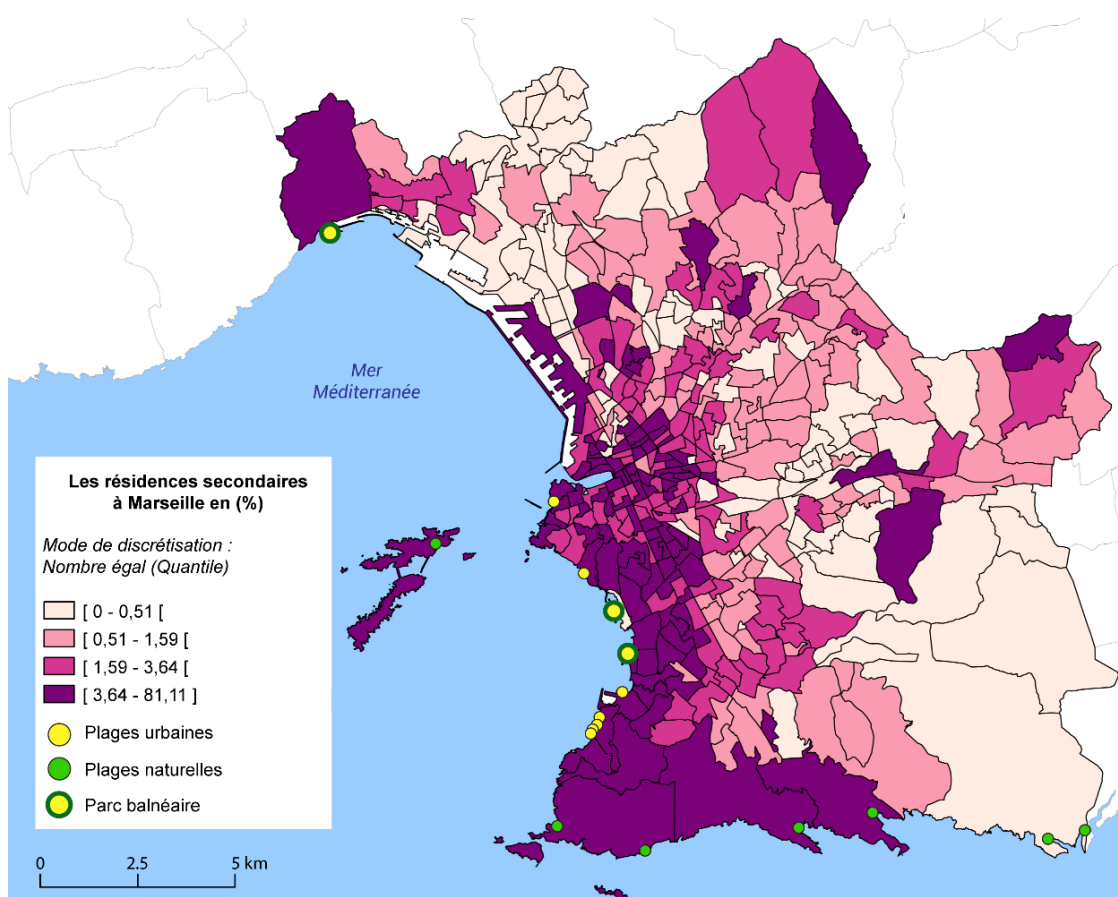 Mer
Méditerranée
Les résidences secondaires
à Marseille en (%)
Mode de discrétisation :
Nombre égal (Quantile)
[ 0 - 0,51 [
[ 0,51 - 1,59 [
[ 1,59 - 3,64 [
[ 3,64 - 81,11 ]
Plages urbaines
Plages naturelles
Parc balnéaire
0 2.5 5 km